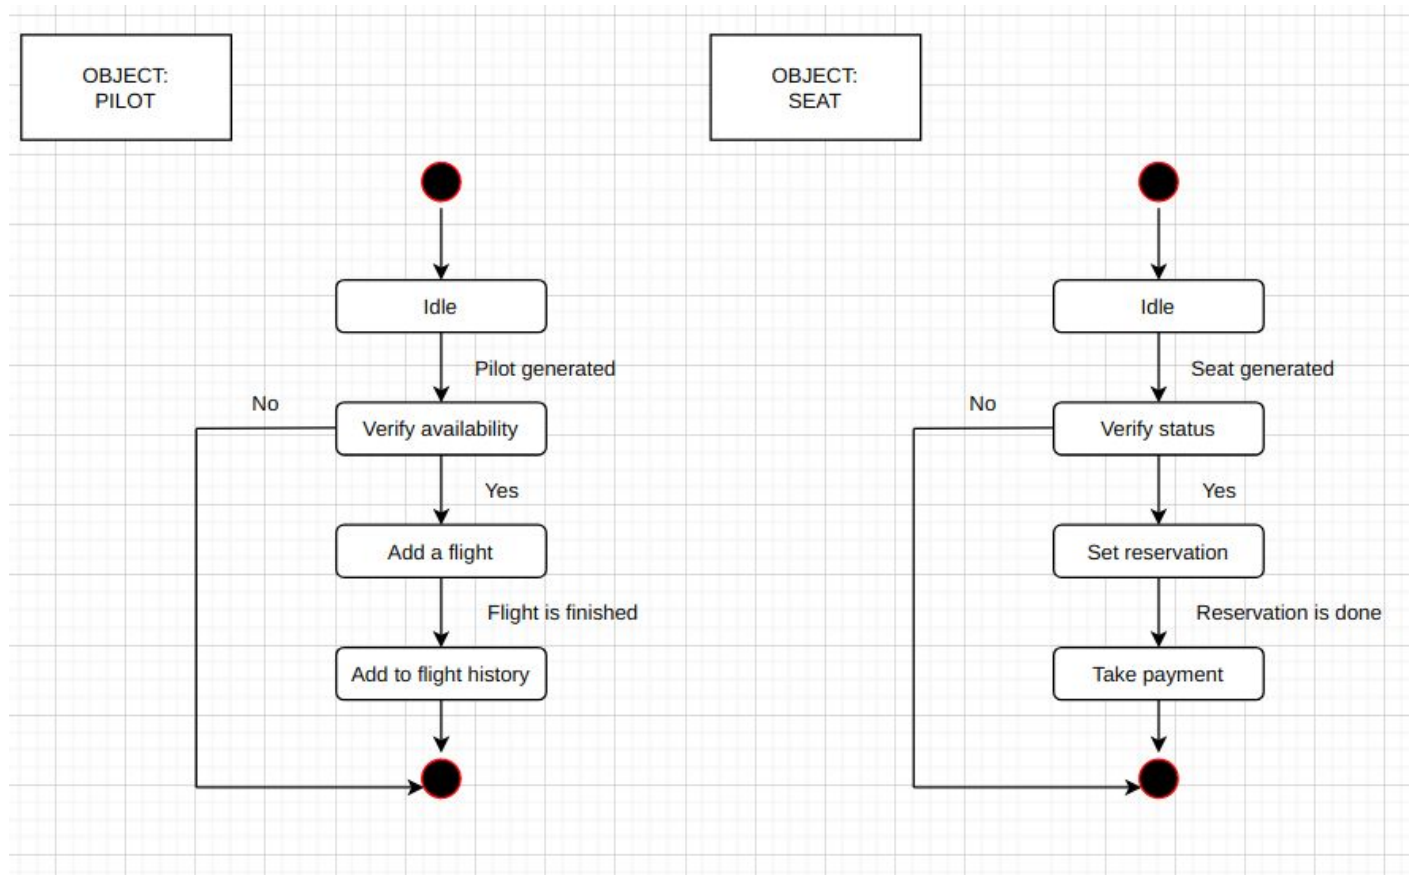 OBJECT:
PILOT
Idle
Pilot generated
No
Verify availability
Yes
Add a flight
Flight is finished
Add to flight history
OBJECT:
SEAT
Idle
Seat generated
No
Verify status
Yes
Set reservation
Reservation is done
Take payment